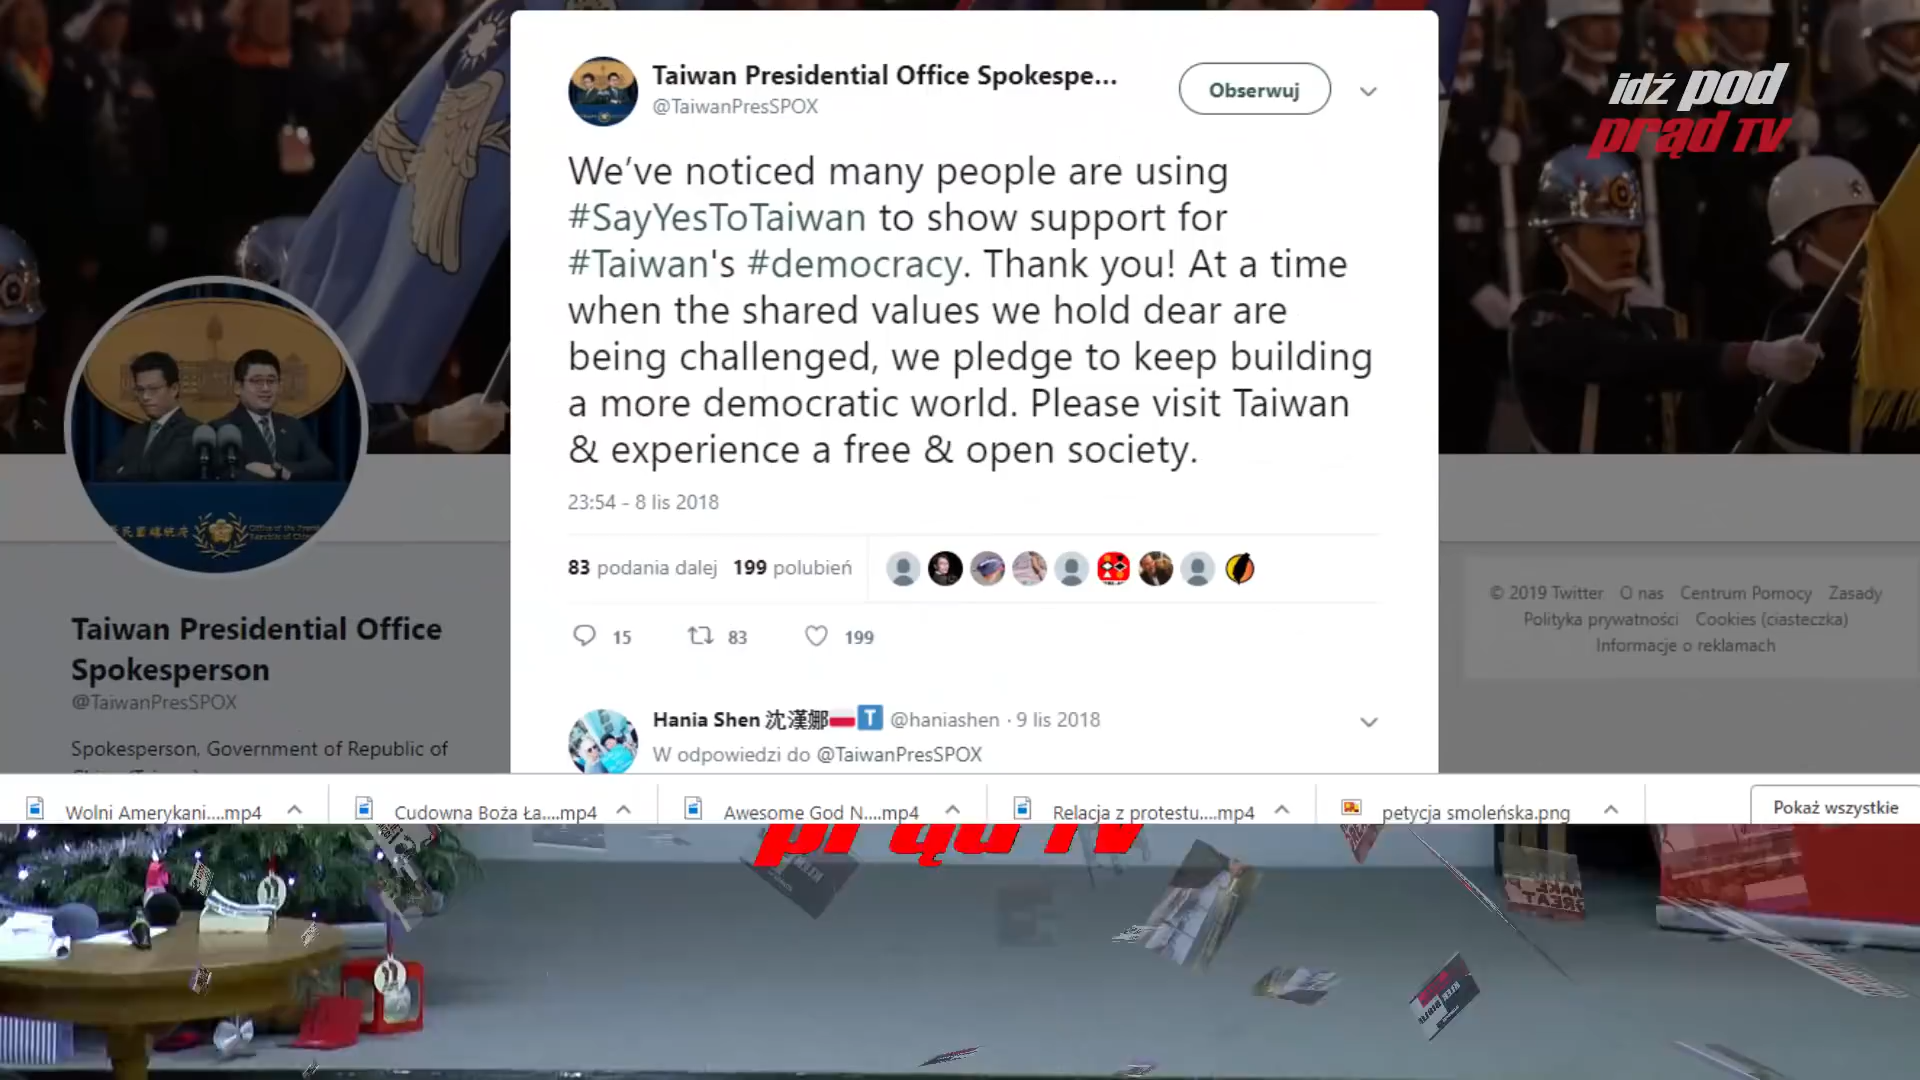 idź pod
prąd TV
Taiwan Presidential Office Spokespe...
@TaiwanPresSPOX
Obserwuj
We’ve noticed many people are using
#SayYesToTaiwan to show support for
#Taiwan's #democracy. Thank you! At a time
when the shared values we hold dear are
being challenged, we pledge to keep building
a more democratic world. Please visit Taiwan
& experience a free & open society.
23:54 - 8 lis 2018
83 podania dalej 199 polubień
15 83 199
Hania Shen 沈漢娜 T @haniashen · 9 lis 2018
W odpowiedzi do @TaiwanPresSPOX
Taiwan Presidential Office
Spokesperson
@TaiwanPresSPOX
Spokesperson, Government of Republic of
© 2019 Twitter O nas Centrum Pomocy Zasady
Polityka prywatności Cookies (ciasteczka)
Informacje o reklamach
Wolni Amerykani....mp4
Cudowna Boża Ła....mp4
Awesome God N....mp4
Relacja z protestu....mp4
petycja smoleńska.png
Pokaż wszystkie
prąd TV